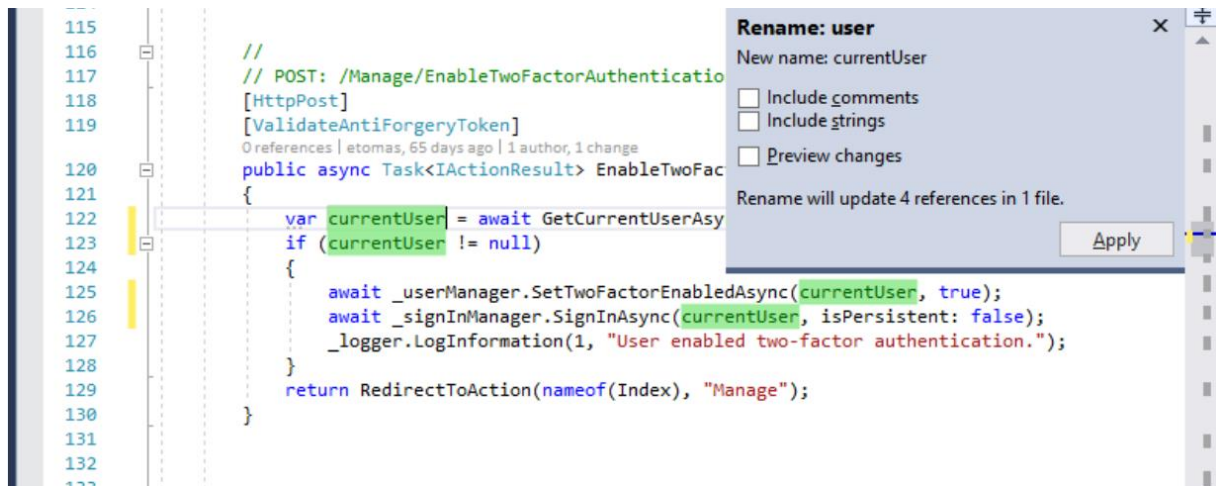 115
116 //
117 // POST: /Manage/EnableTwoFactorAuthenticatio
118 [HttpPost]
119 [ValidateAntiForgeryToken]
0 references | etomas, 65 days ago | 1 author, 1 change
120 public async Task<IActionResult> EnableTwoFac
121 {
122 var currentUser = await GetCurrentUserAsy
123 if (currentUser != null)
124 {
125 await _userManager.SetTwoFactorEnabledAsync(currentUser, true);
126 await _signInManager.SignInAsync(currentUser, isPersistent: false);
127 _logger.LogInformation(1, "User enabled two-factor authentication.");
128 }
129 return RedirectToAction(nameof(Index), "Manage");
130 }
131
132
Rename: user
New name: currentUser
Include comments
Include strings
Preview changes
Rename will update 4 references in 1 file.
Apply